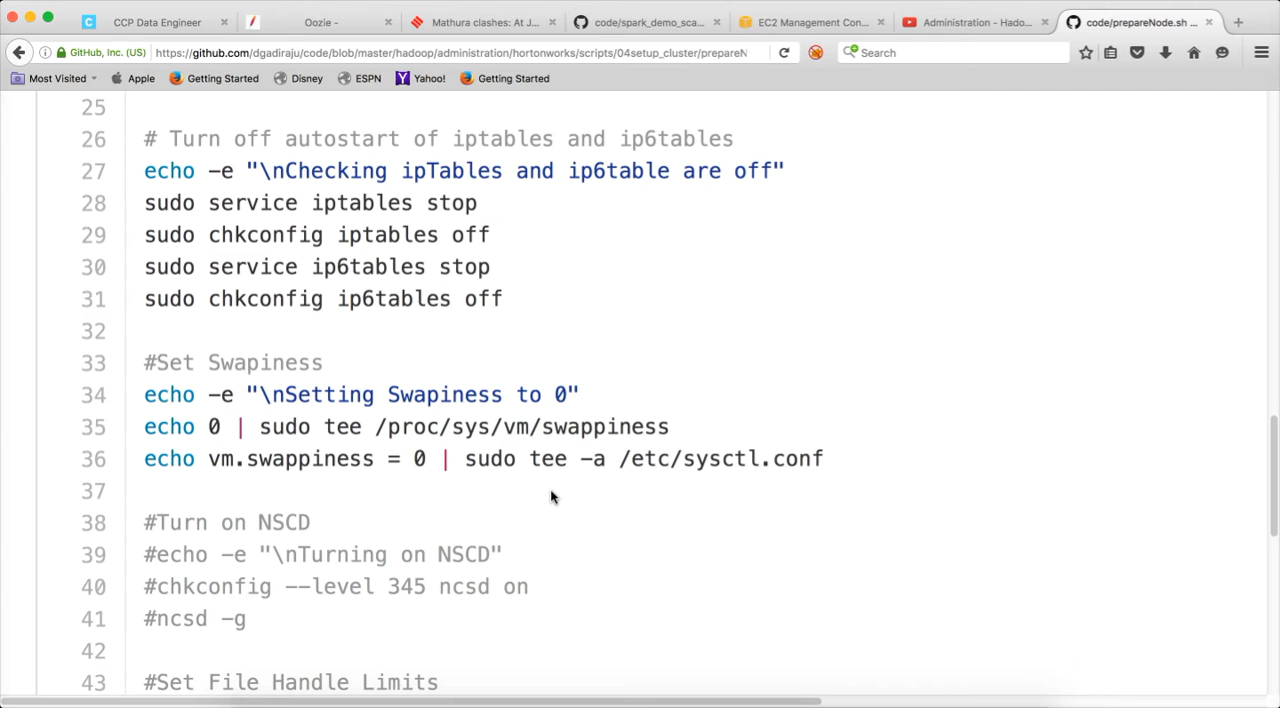 CCP Data Engineer
Oozie -
Mathura clashes: At J...
code/spark_demo_sca...
EC2 Management Con...
Administration - Hado...
code/prepareNode.sh ...
GitHub, Inc. (US)
https://github.com/dgadiraju/code/blob/master/hadoop/administration/hortonworks/scripts/04setup_cluster/prepareN
Search
Most Visited
Apple
Getting Started
Disney
ESPN
Yahoo!
Getting Started
25
26 # Turn off autostart of iptables and ip6tables
27 echo -e "\nChecking ipTables and ip6table are off"
28 sudo service iptables stop
29 sudo chkconfig iptables off
30 sudo service ip6tables stop
31 sudo chkconfig ip6tables off
32
33 #Set Swapiness
34 echo -e "\nSetting Swapiness to 0"
35 echo 0 | sudo tee /proc/sys/vm/swappiness
36 echo vm.swappiness = 0 | sudo tee -a /etc/sysctl.conf
37
38 #Turn on NSCD
39 #echo -e "\nTurning on NSCD"
40 #chkconfig --level 345 ncsd on
41 #ncsd -g
42
43 #Set File Handle Limits